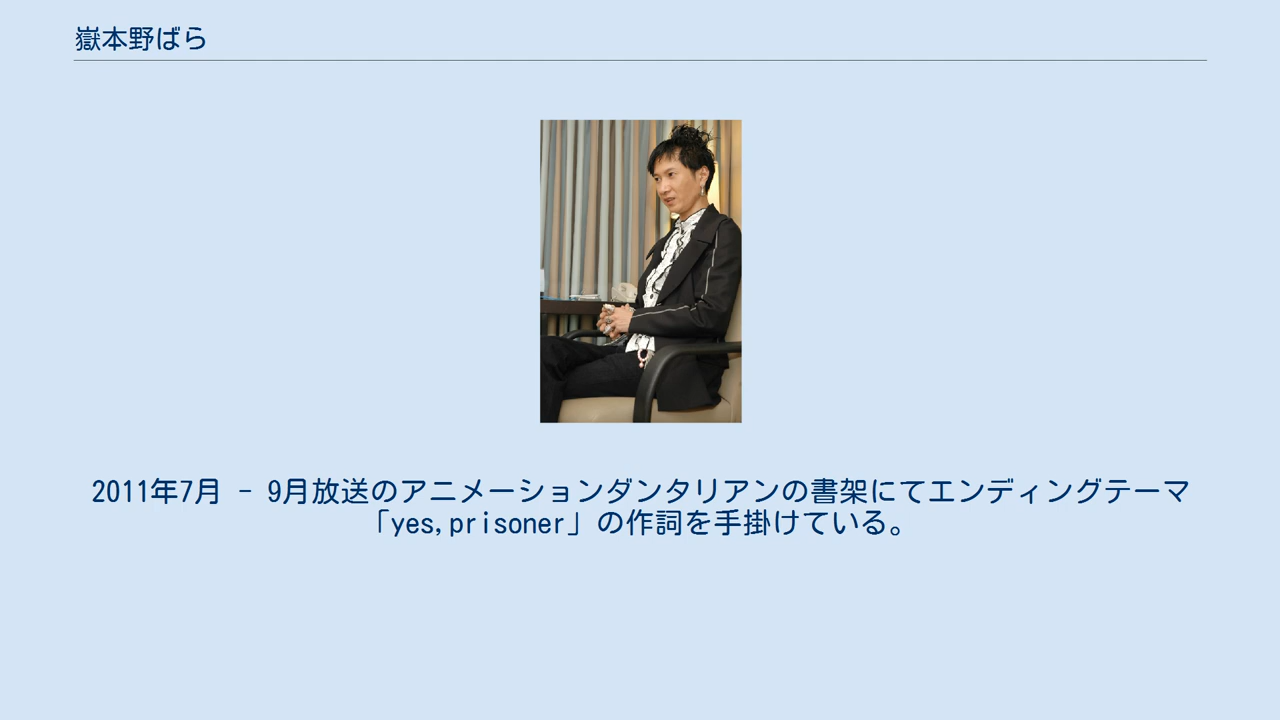 嶽本野ばら
2011年7月 - 9月放送のアニメーションダンタリアンの書架にてエンディングテーマ
「yes,prisoner」の作詞を手掛けている。